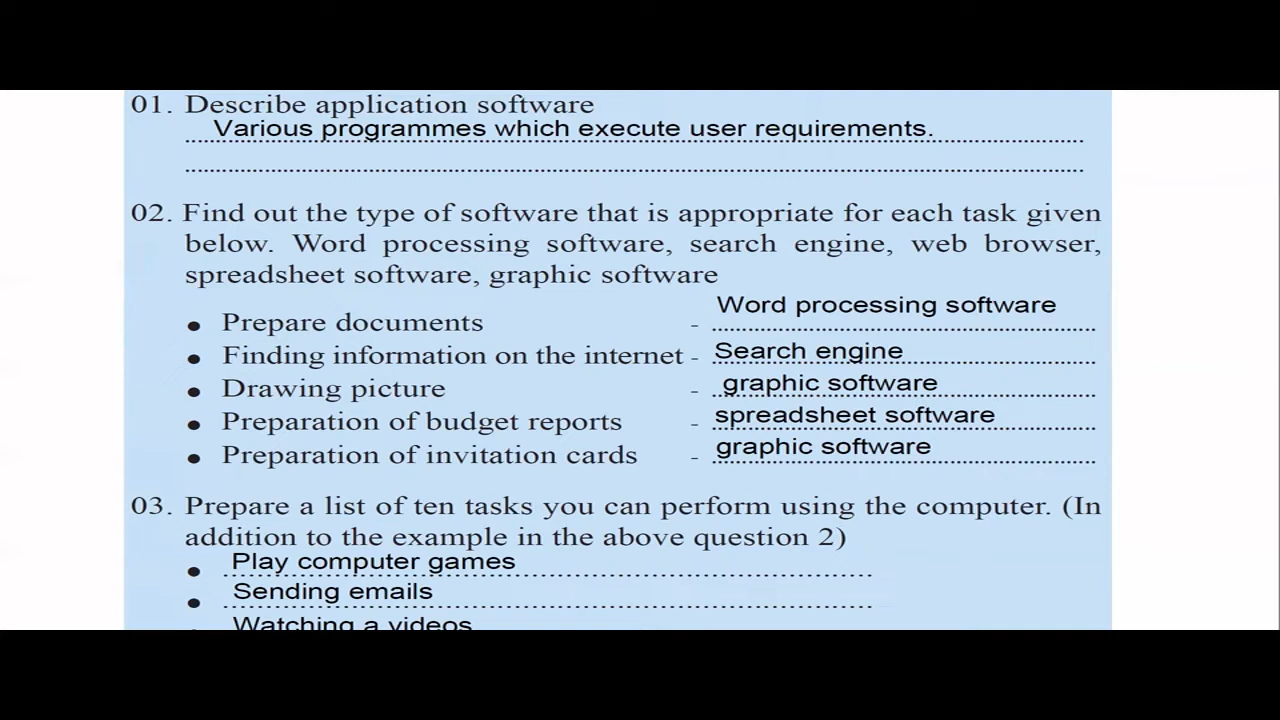 01. Describe application software
Various programmes which execute user requirements.
02. Find out the type of software that is appropriate for each task given
below. Word processing software, search engine, web browser,
spreadsheet software, graphic software
• Prepare documents - Word processing software
• Finding information on the internet - Search engine
• Drawing picture - graphic software
• Preparation of budget reports - spreadsheet software
• Preparation of invitation cards - graphic software
03. Prepare a list of ten tasks you can perform using the computer. (In
addition to the example in the above question 2)
• Play computer games
• Sending emails
Watching a videos